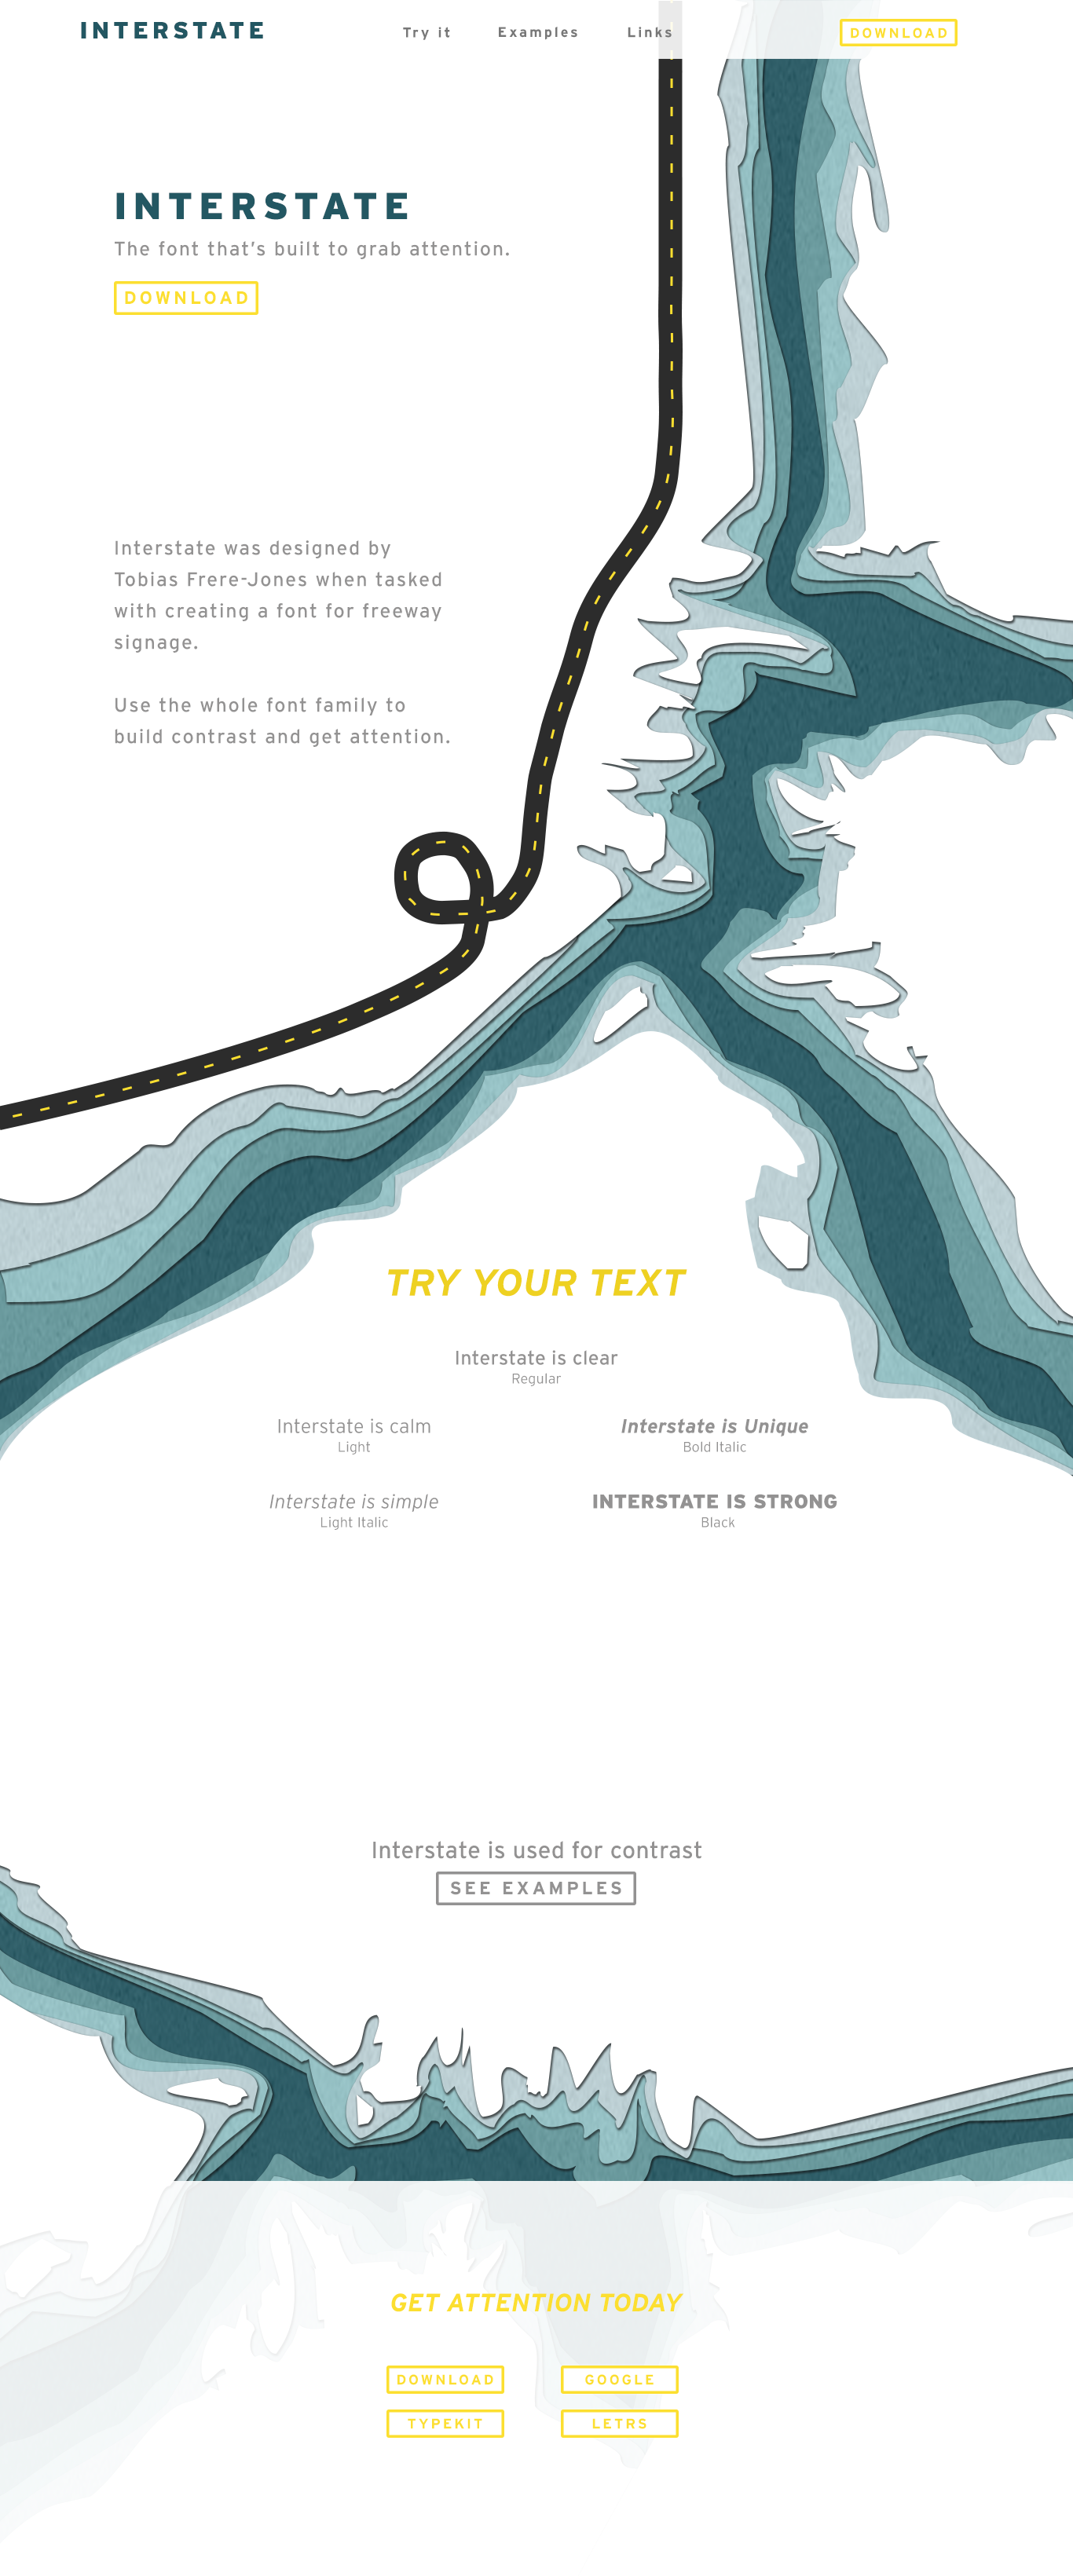 INTERSTATE
Try it
Examples
Links
DOWNLOAD
INTERSTATE
The font that's built to grab attention.
DOWNLOAD
Interstate was designed by
Tobias Frere-Jones when tasked
with creating a font for freeway
signage.
Use the whole font family to
build contrast and get attention.
TRY YOUR TEXT
Interstate is clear
Regular
Interstate is calm
Light
Interstate is Unique
Bold Italic
Interstate is simple
Light Italic
INTERSTATE IS STRONG
Black
Interstate is used for contrast
SEE EXAMPLES
GET ATTENTION TODAY
DOWNLOAD
GOOGLE
TYPEKIT
LETRS